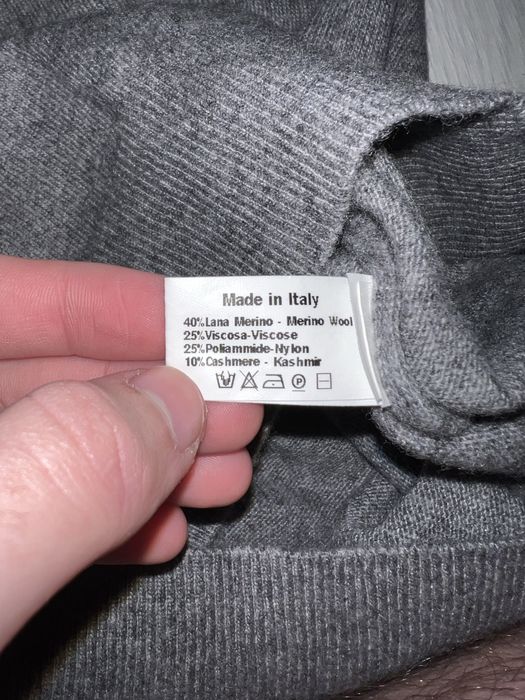 Made in Italy
40%Lana Merino - Merino Wool
25%Viscosa-Viscose
25%Poliammide-Nylon
10%Cashmere - Kashmir
P